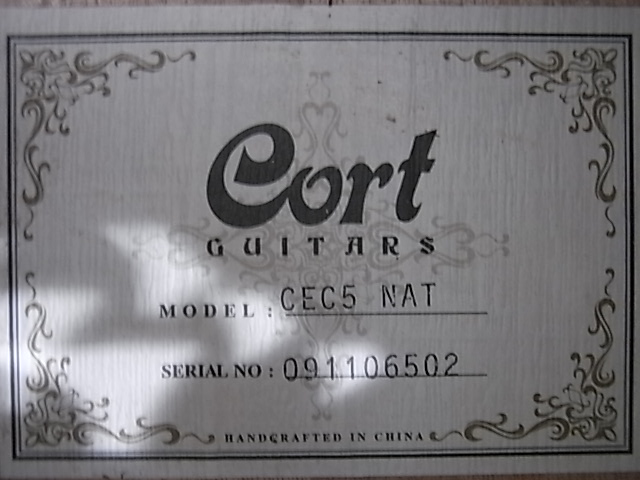 Cort
GUITARS
MODEL : CEC5 NAT
SERIAL NO : 091106502
HANDCRAFTED IN CHINA